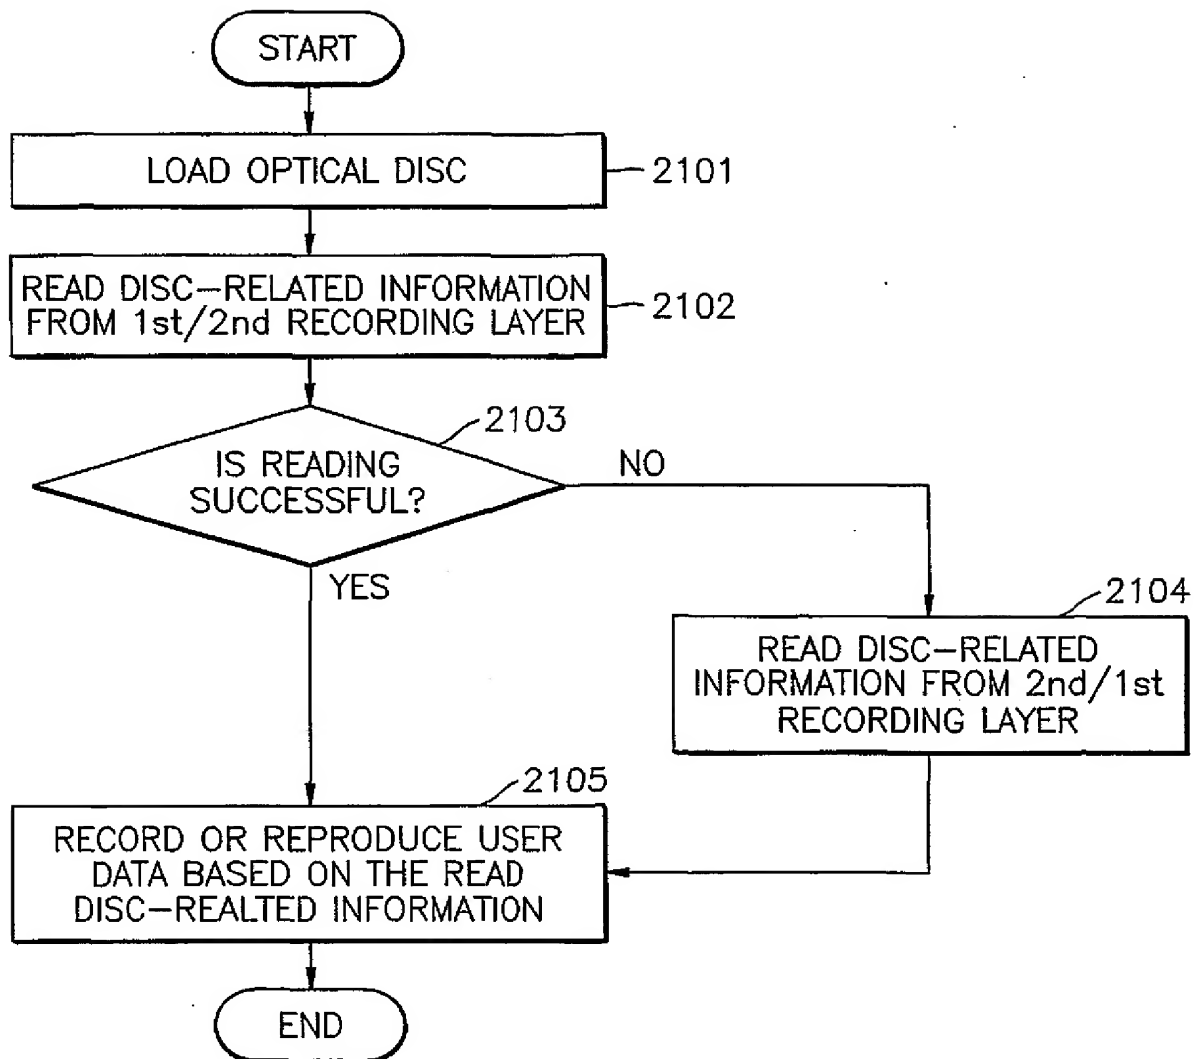 START
LOAD OPTICAL DISC
2101
READ DISC-RELATED INFORMATION
FROM 1st/2nd RECORDING LAYER
2102
2103
IS READING
SUCCESSFUL?
NO
YES
2104
READ DISC-RELATED
INFORMATION FROM 2nd/1st
RECORDING LAYER
2105
RECORD OR REPRODUCE USER
DATA BASED ON THE READ
DISC-REALTED INFORMATION
END